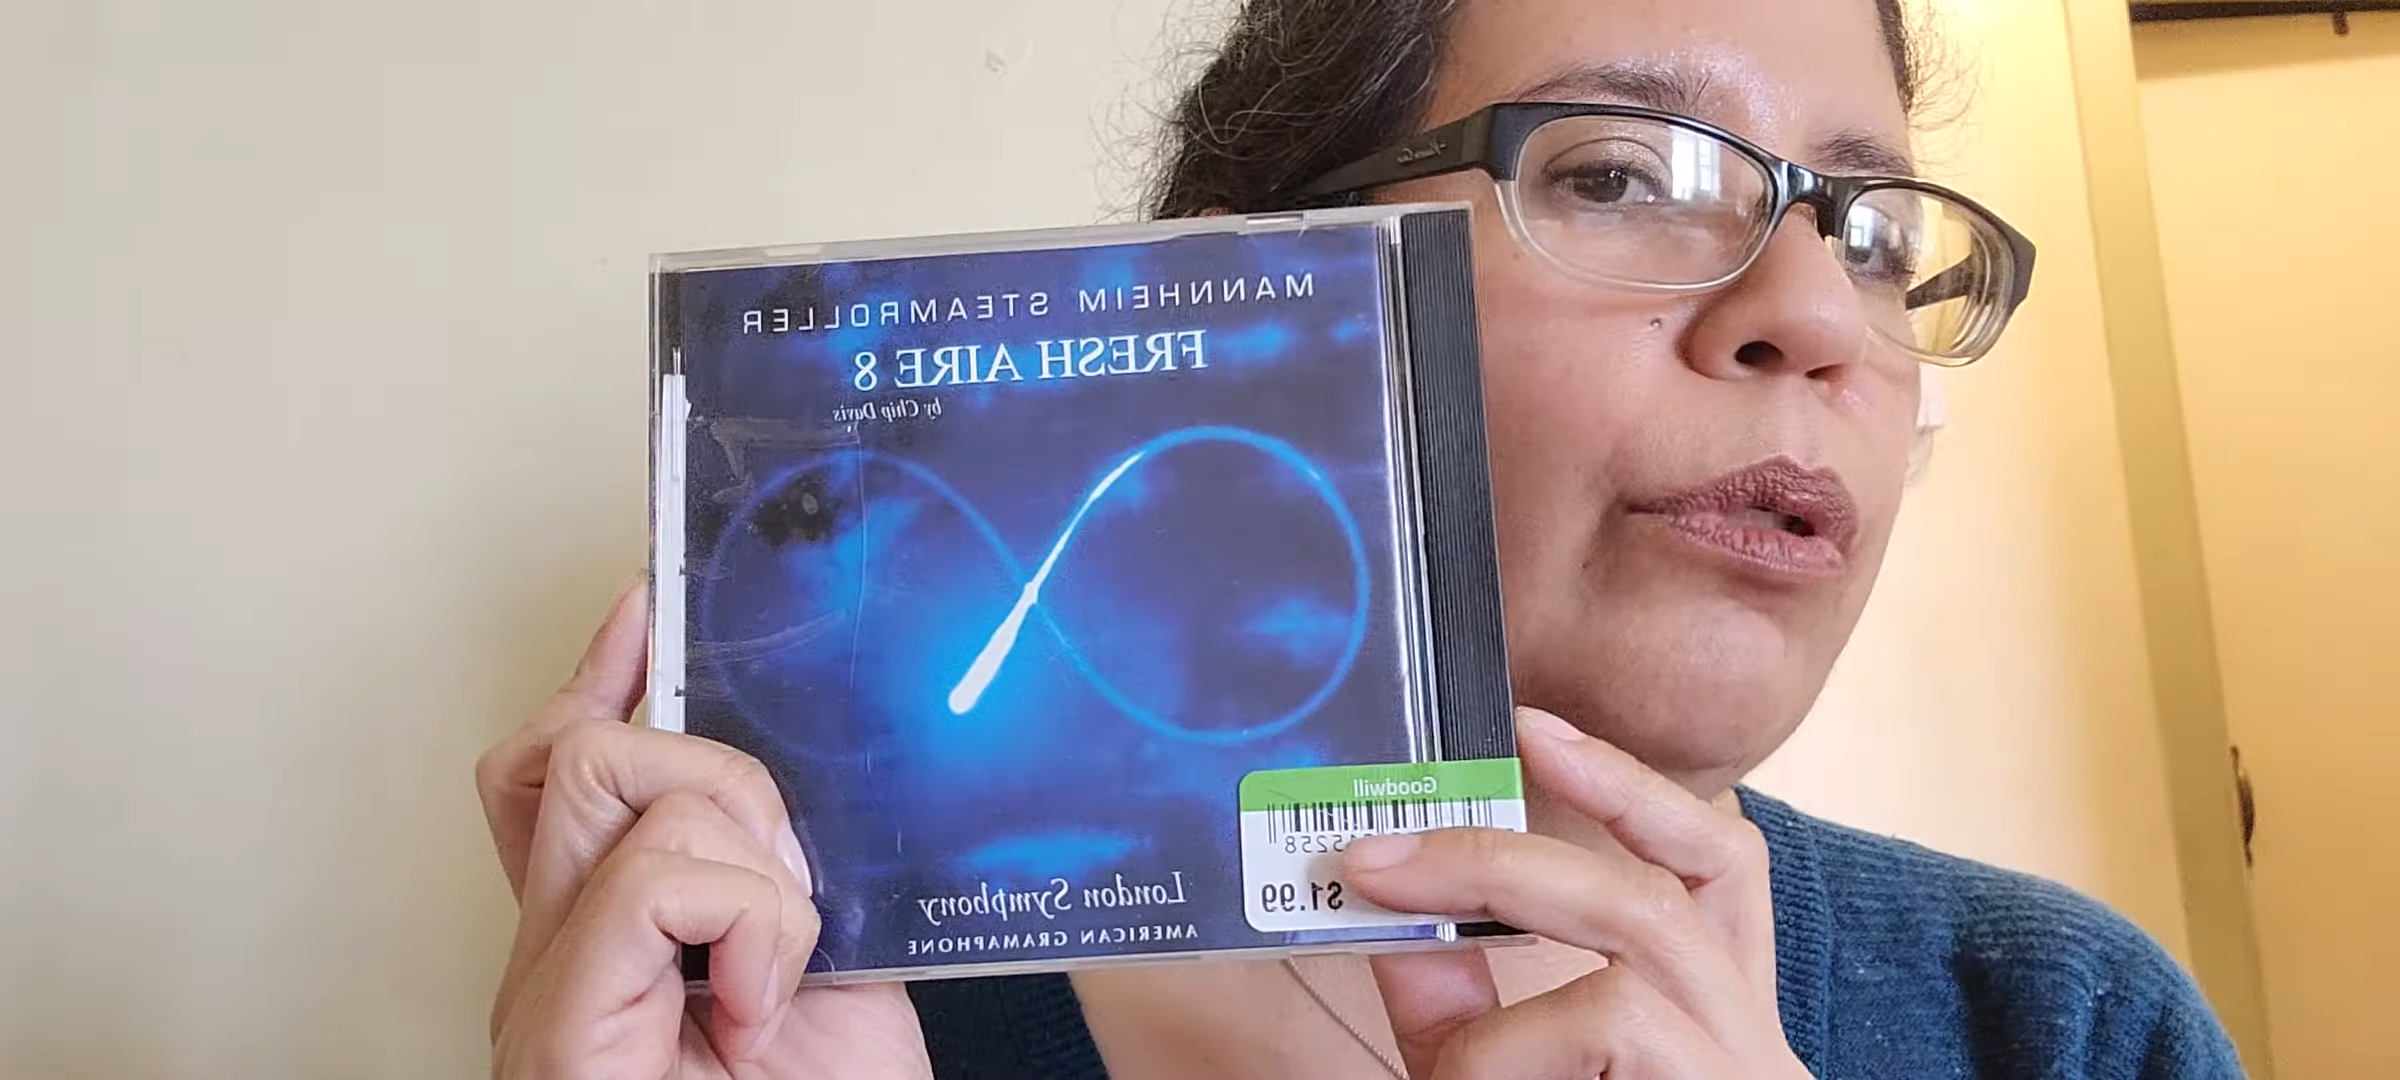 MANNHEIM STEAMROLLER
FRESH AIRE 8
by Chip Davis
London Symphony
AMERICAN GRAMAPHONE
Goodwill
$1.99